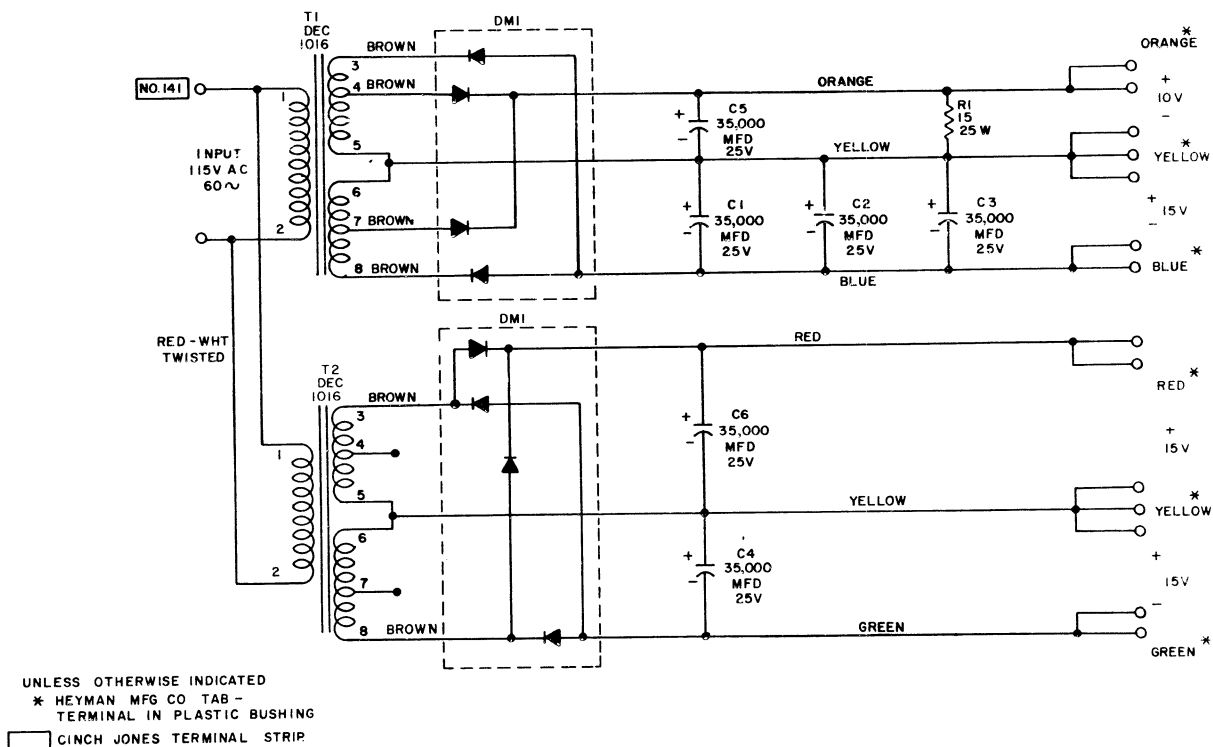 T1
DEC
1016
DM1
BROWN
3
4
BROWN
5
6
7
BROWN
8
BROWN
NO. 141
1
2
INPUT
115V AC
60~
ORANGE
C5
35,000
MFD
25V
+
-
R1
15
25 W
YELLOW
+
-
C1
35,000
MFD
25V
+
-
C2
35,000
MFD
25V
+
-
C3
35,000
MFD
25V
BLUE
ORANGE *
+
10V
-
*
YELLOW
+
15V
-
BLUE *
RED-WHT
TWISTED
T2
DEC
1016
DM1
BROWN
3
4
5
6
7
8
BROWN
1
2
RED
+
-
C6
35,000
MFD
25V
YELLOW
+
-
C4
35,000
MFD
25V
GREEN
RED *
+
15V
*
YELLOW
+
15V
-
GREEN *
UNLESS OTHERWISE INDICATED
* HEYMAN MFG CO TAB-
TERMINAL IN PLASTIC BUSHING
CINCH JONES TERMINAL STRIP